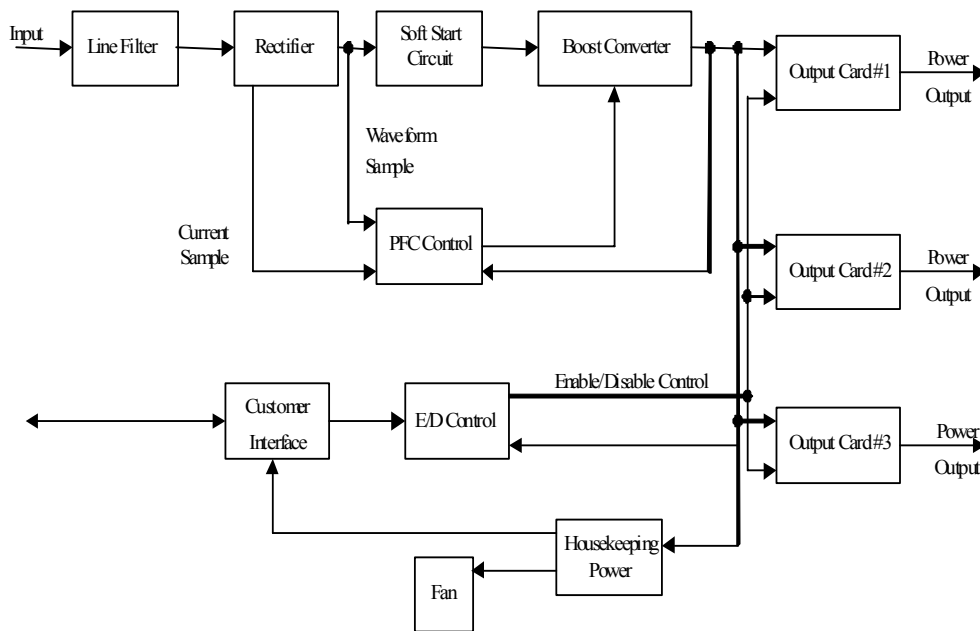 Input
Line Filter
Rectifier
Soft Start
Circuit
Boost Converter
Output Card #1
Power
Output
Waveform
Sample
Current
Sample
PFC Control
Output Card #2
Power
Output
Enable/Disable Control
Customer
Interface
E/D Control
Output Card #3
Power
Output
Housekeeping
Power
Fan